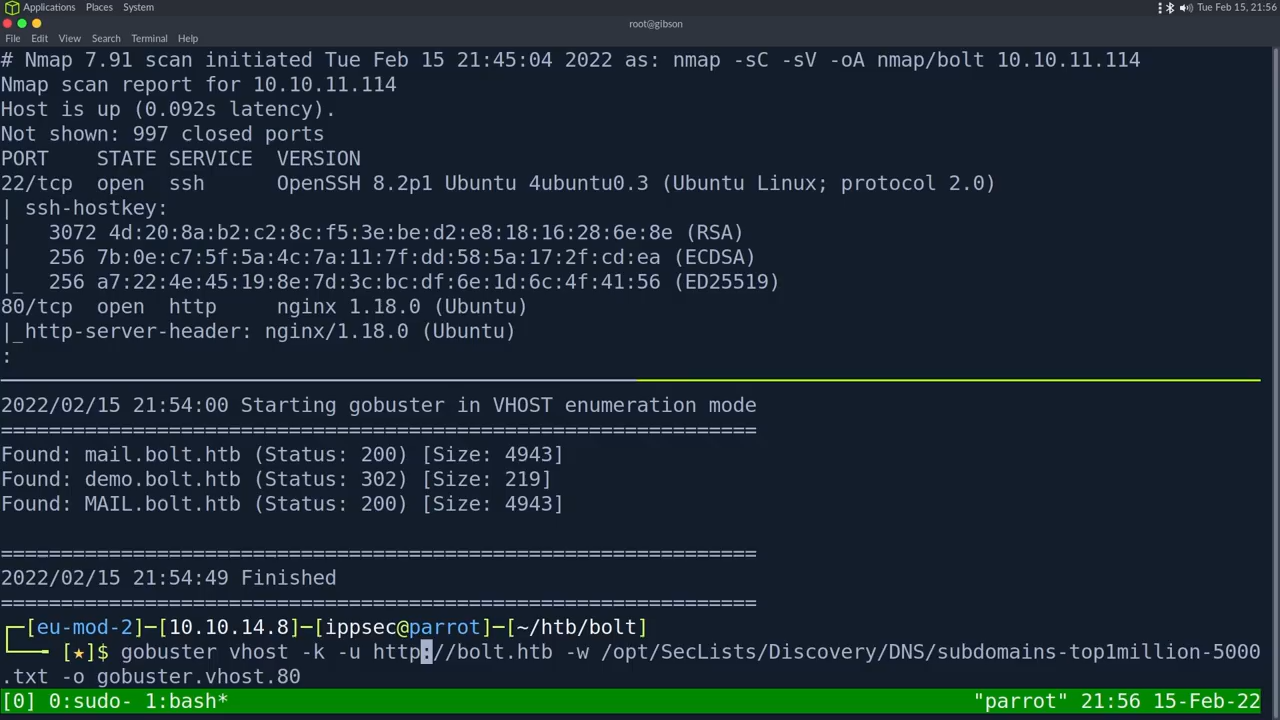 Applications Places System Tue Feb 15, 21:56
root@gibson
File Edit View Search Terminal Help
# Nmap 7.91 scan initiated Tue Feb 15 21:45:04 2022 as: nmap -sC -sV -oA nmap/bolt 10.10.11.114
Nmap scan report for 10.10.11.114
Host is up (0.092s latency).
Not shown: 997 closed ports
PORT STATE SERVICE VERSION
22/tcp open ssh OpenSSH 8.2p1 Ubuntu 4ubuntu0.3 (Ubuntu Linux; protocol 2.0)
| ssh-hostkey:
| 3072 4d:20:8a:b2:c2:8c:f5:3e:be:d2:e8:18:16:28:6e:8e (RSA)
| 256 7b:0e:c7:5f:5a:4c:7a:11:7f:dd:58:5a:17:2f:cd:ea (ECDSA)
|_ 256 a7:22:4e:45:19:8e:7d:3c:bc:df:6e:1d:6c:4f:41:56 (ED25519)
80/tcp open http nginx 1.18.0 (Ubuntu)
|_http-server-header: nginx/1.18.0 (Ubuntu)
:
2022/02/15 21:54:00 Starting gobuster in VHOST enumeration mode
===============================================================
Found: mail.bolt.htb (Status: 200) [Size: 4943]
Found: demo.bolt.htb (Status: 302) [Size: 219]
Found: MAIL.bolt.htb (Status: 200) [Size: 4943]
===============================================================
2022/02/15 21:54:49 Finished
===============================================================
┌─[eu-mod-2]─[10.10.14.8]─[ippsec@parrot]─[~/htb/bolt]
└── [★]$ gobuster vhost -k -u http://bolt.htb -w /opt/SecLists/Discovery/DNS/subdomains-top1million-5000
.txt -o gobuster.vhost.80
[0] 0:sudo- 1:bash* "parrot" 21:56 15-Feb-22